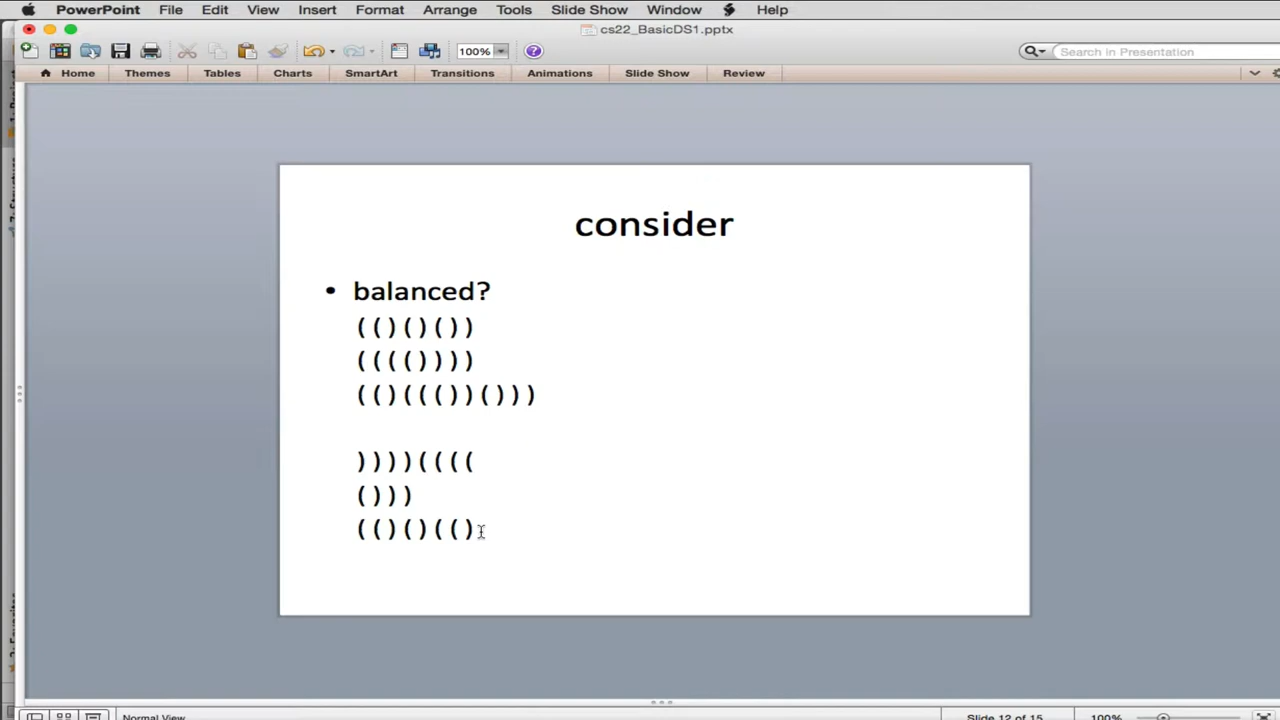 PowerPoint File Edit View Insert Format Arrange Tools Slide Show Window Help
cs22_BasicDS1.pptx
100% Search in Presentation
Home Themes Tables Charts SmartArt Transitions Animations Slide Show Review
consider
• balanced?
(()()())
(((())))
(()((())()))
))))((((
()))
(()()(()
Normal View Slide 12 of 15 100%